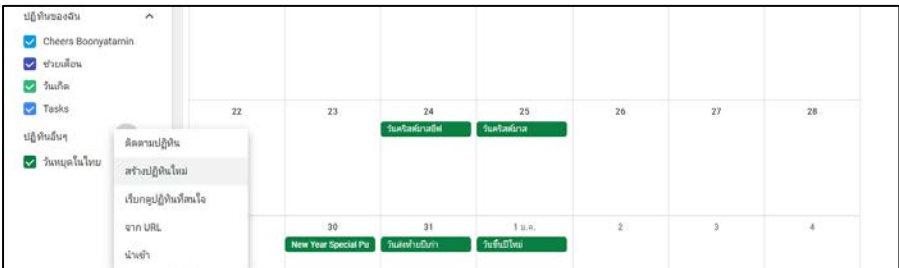 ปฏิทินของฉัน
Cheers Boonyatamin
ช่วยเตือน
วันเกิด
Tasks
ปฏิทินอื่นๆ
วันหยุดในไทย
ติดตามปฏิทิน
สร้างปฏิทินใหม่
เรียกดูปฏิทินที่สนใจ
จาก URL
นำเข้า
22 23 24 25 26 27 28
วันคริสต์มาสอีฟ วันคริสต์มาส
30 31 1 ม.ค. 2 3 4
New Year Special Pu วันส่งท้ายปีเก่า วันขึ้นปีใหม่